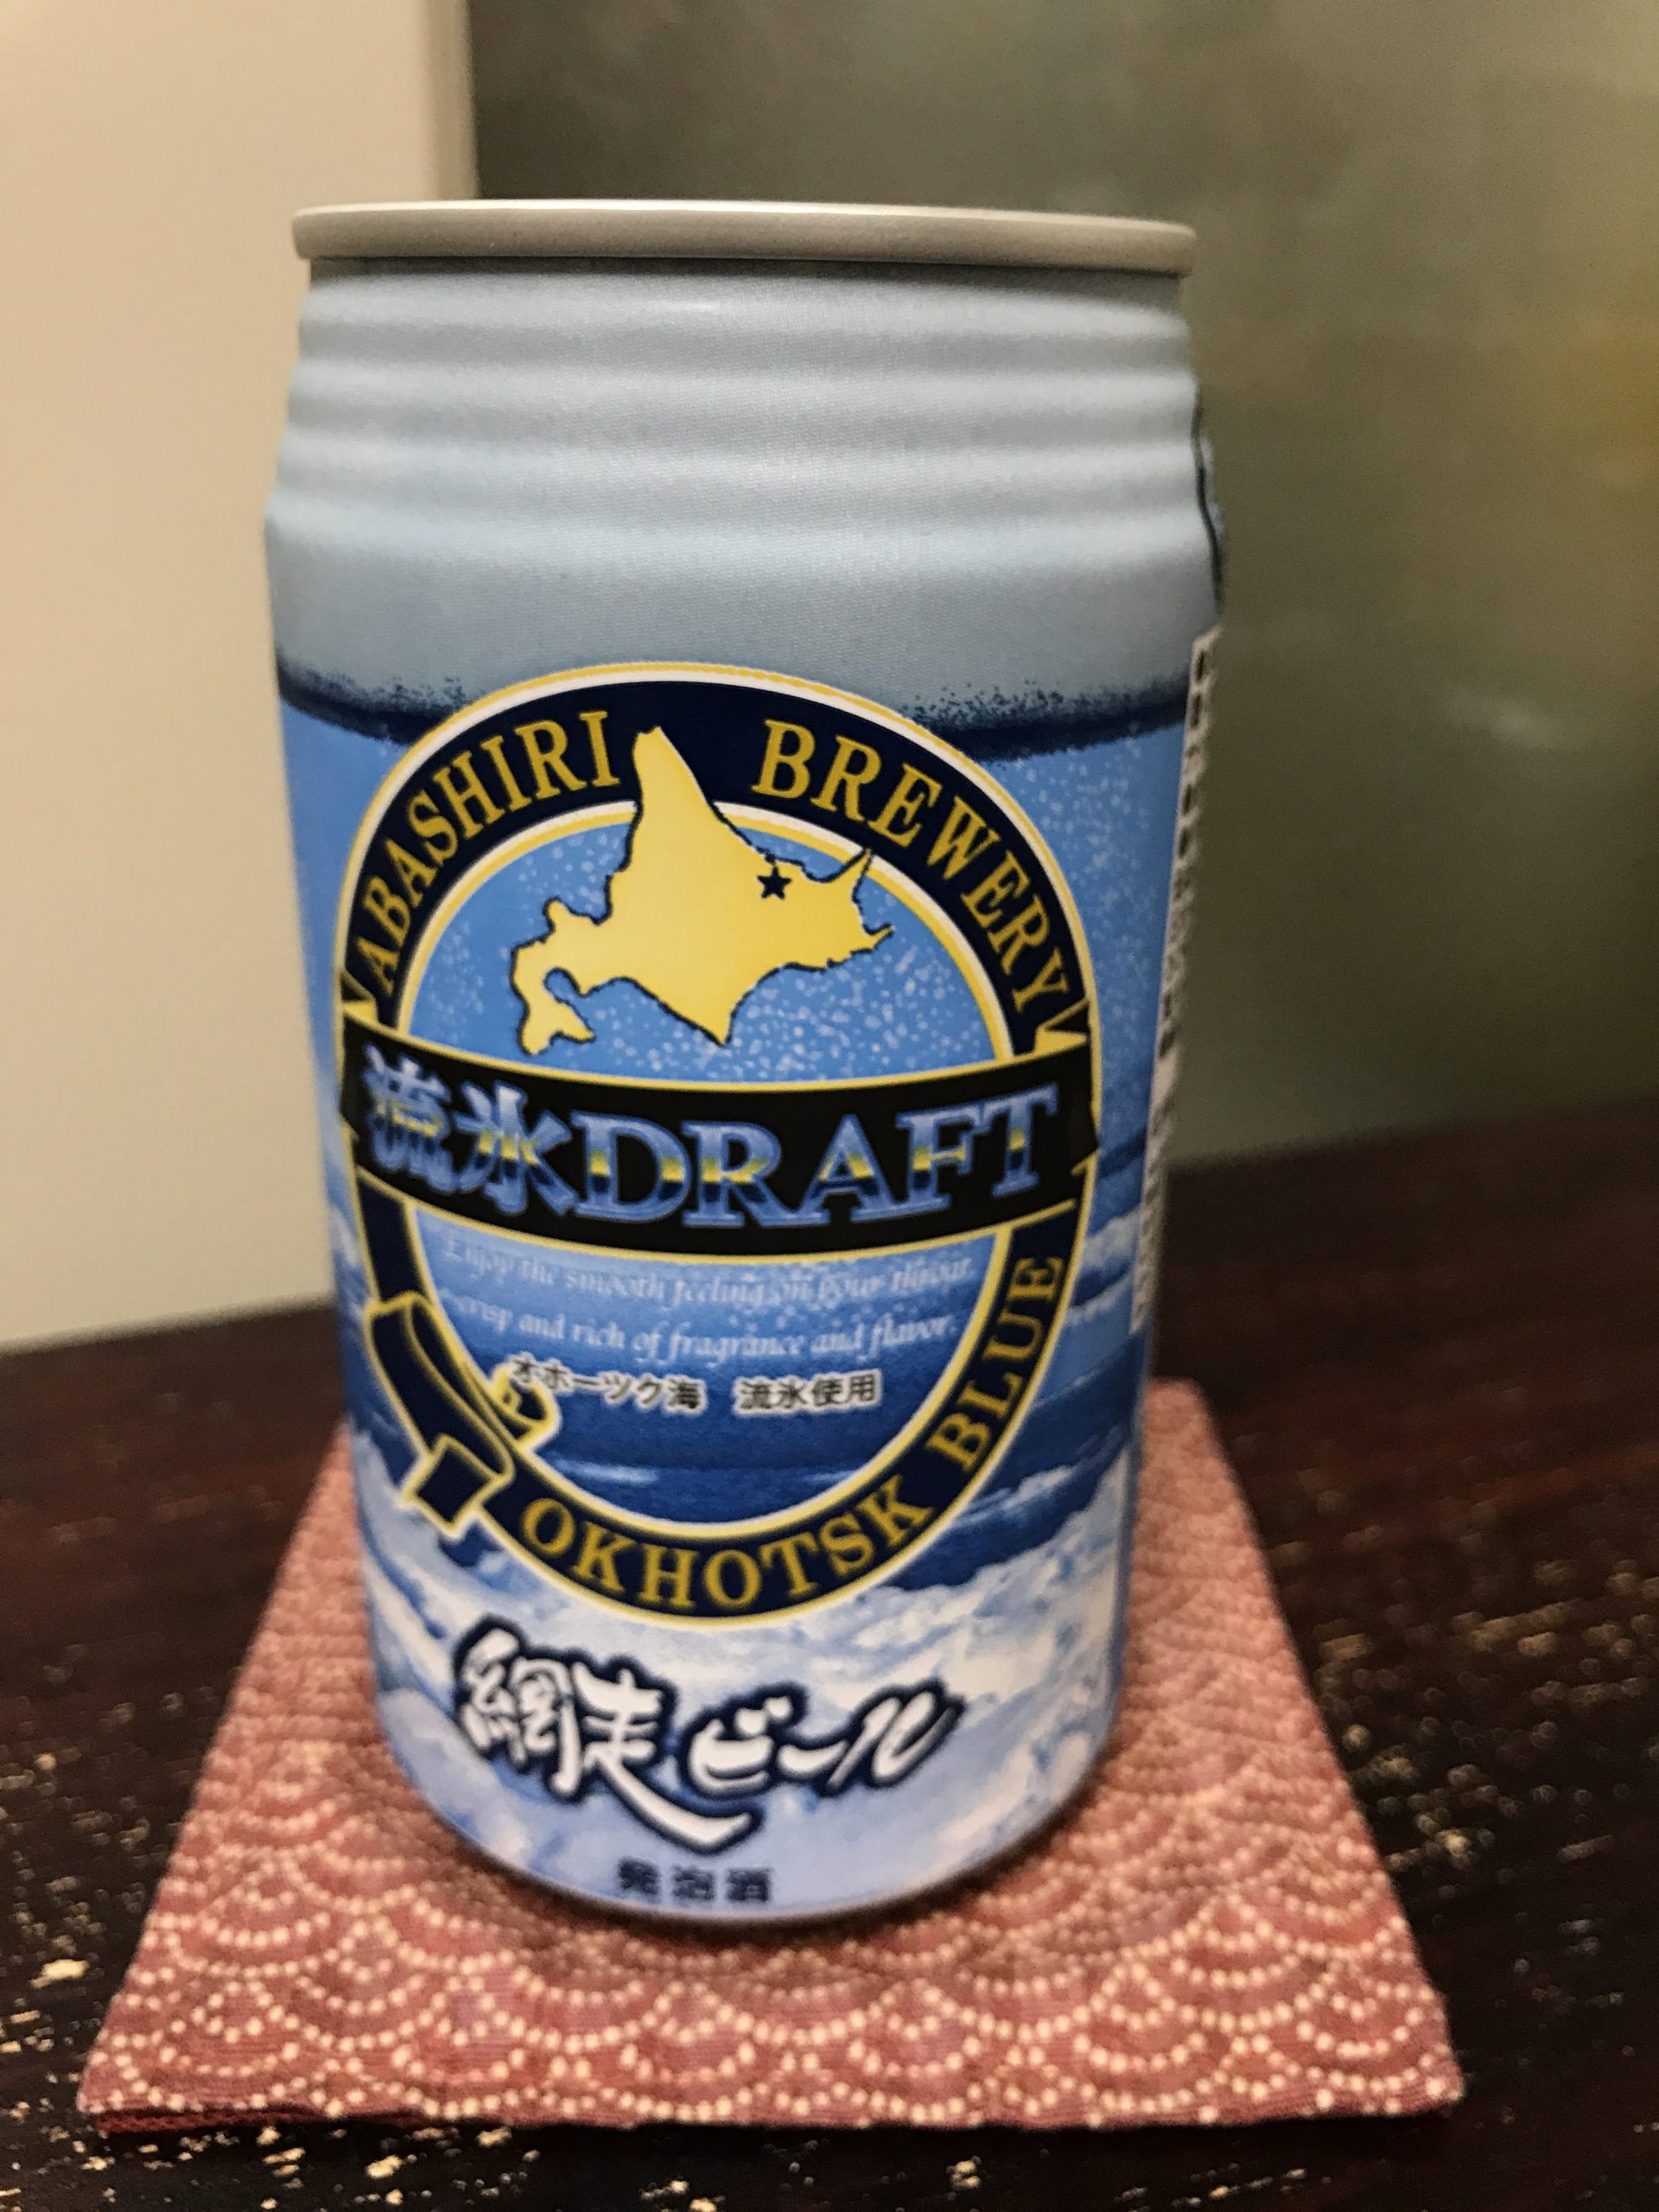 ABASHIRI BREWERY
流氷DRAFT
Enjoy the smooth feeling on your throat.
crisp and rich of fragrance and flavor.
オホーツク海 流氷使用
OKHOTSK BLUE
網走ビール
発泡酒